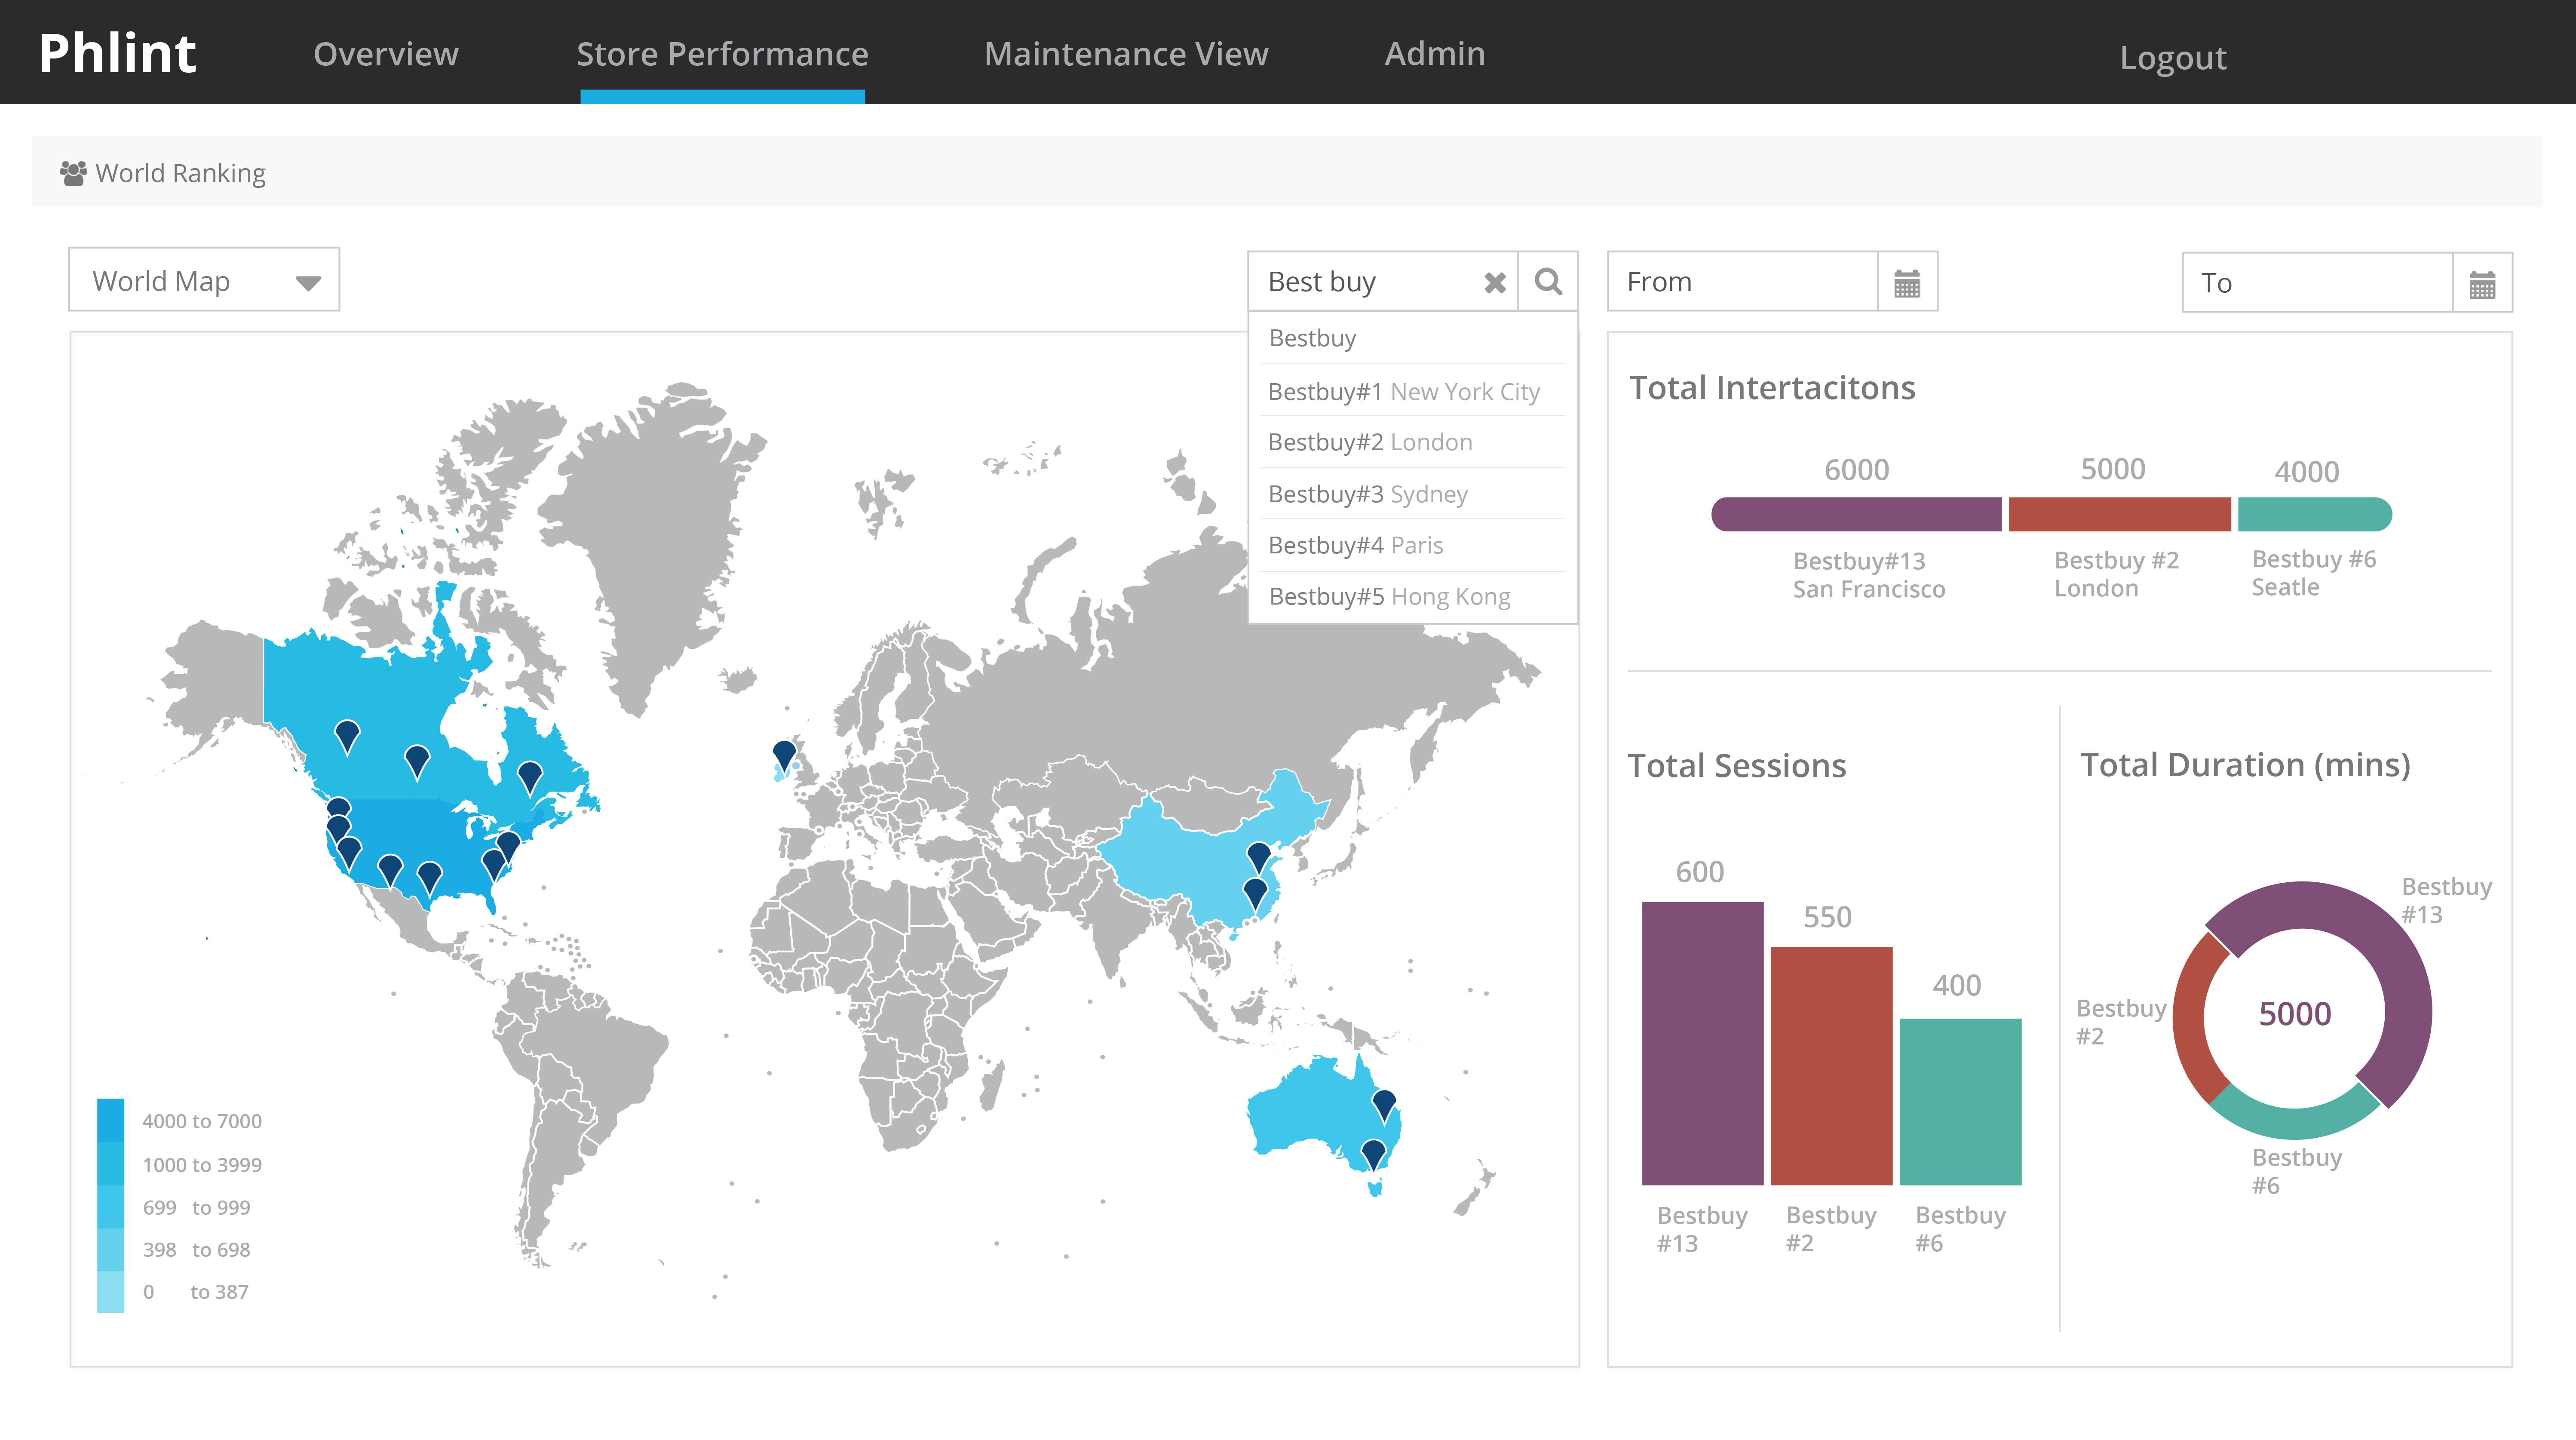 Phlint Overview Store Performance Maintenance View Admin Logout
World Ranking
World Map
Best buy
From
To
Bestbuy
Bestbuy#1 New York City
Bestbuy#2 London
Bestbuy#3 Sydney
Bestbuy#4 Paris
Bestbuy#5 Hong Kong
4000 to 7000
1000 to 3999
699 to 999
398 to 698
0 to 387
Total Intertacitons
6000 5000 4000
Bestbuy#13
San Francisco
Bestbuy #2
London
Bestbuy #6
Seatle
Total Sessions
600
550
400
Bestbuy
#13
Bestbuy
#2
Bestbuy
#6
Total Duration (mins)
Bestbuy
#13
Bestbuy
#2
5000
Bestbuy
#6